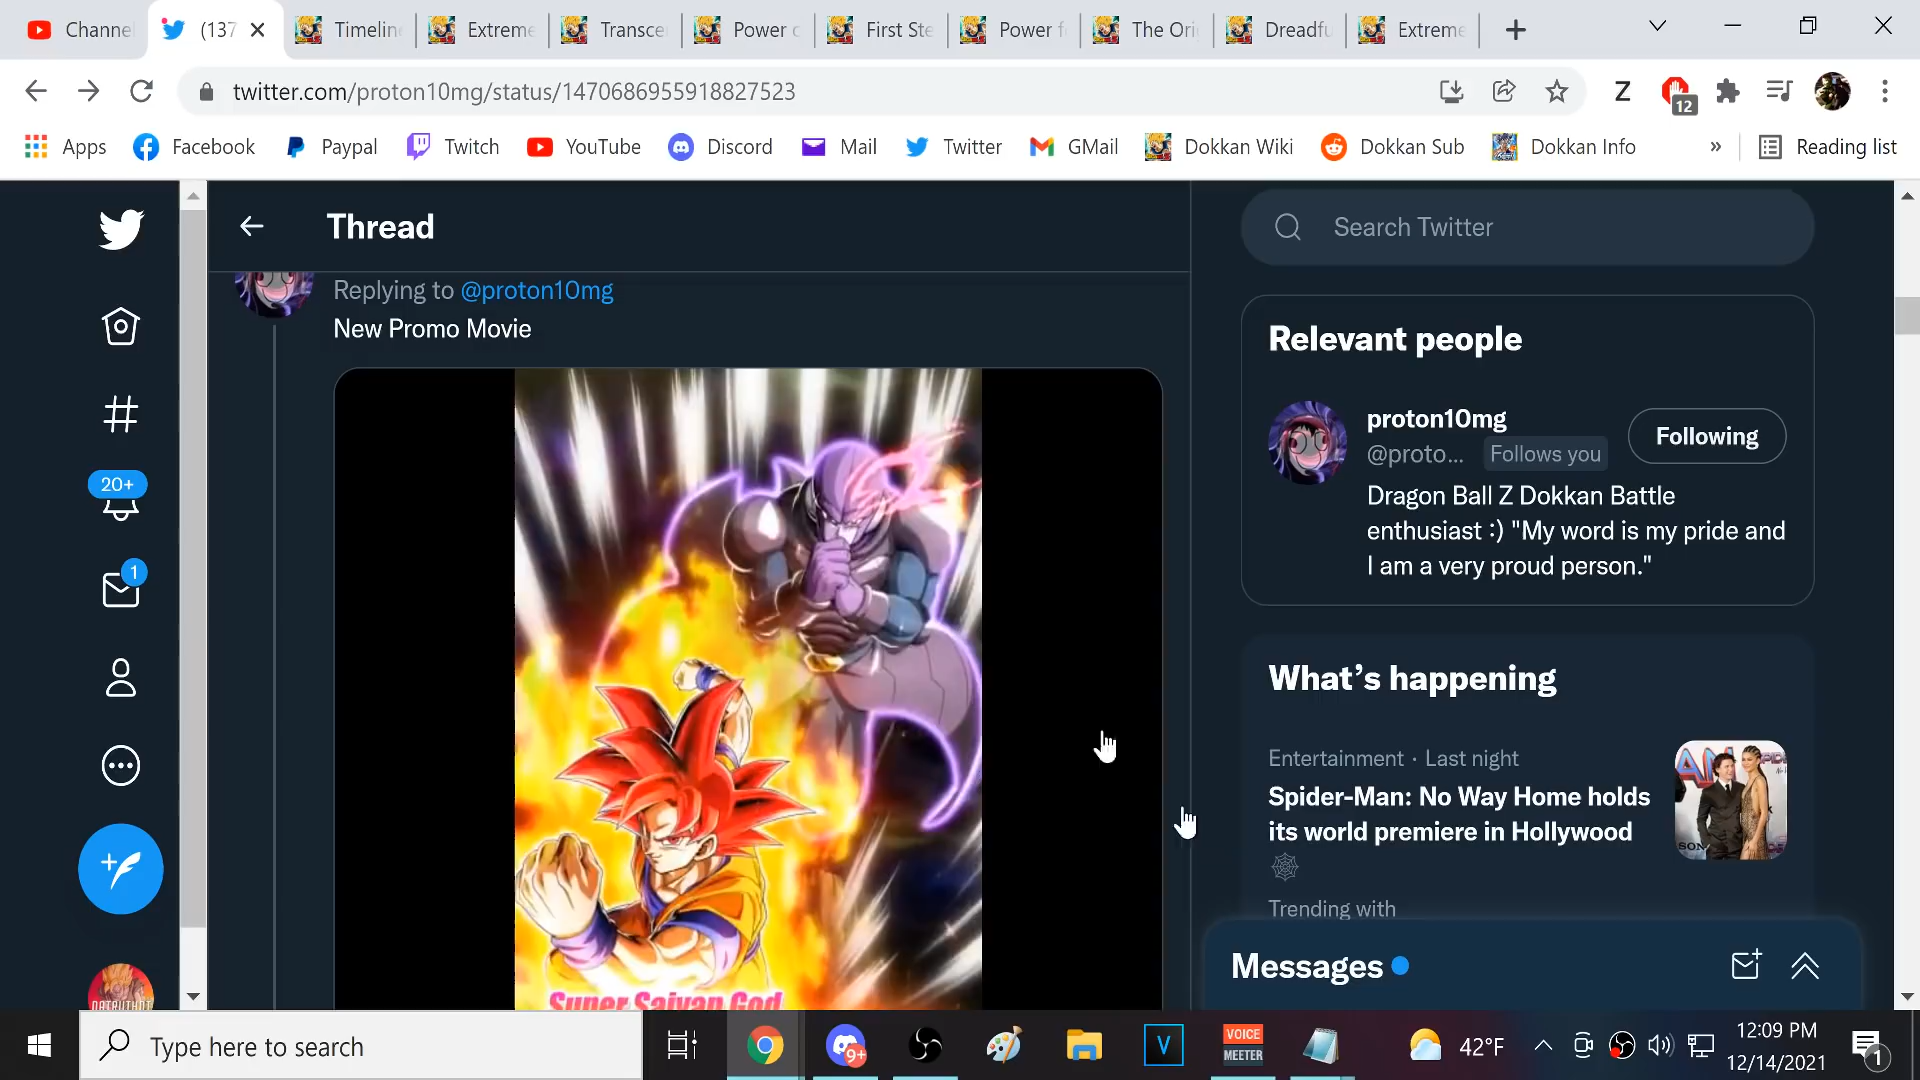 Channe
(137
Timelin
Extreme
Transce
Power o
First Ste
Power f
The Ori
Dreadfu
Extreme
twitter.com/proton10mg/status/1470686955918827523
Z
12
Apps
Facebook
Paypal
Twitch
YouTube
Discord
Mail
Twitter
GMail
Dokkan Wiki
Dokkan Sub
Dokkan Info
»
Reading list
Thread
Search Twitter
Replying to @proton10mg
New Promo Movie
Super Saiyan God
20+
1
Relevant people
proton10mg
@proto...
Follows you
Following
Dragon Ball Z Dokkan Battle
enthusiast :) "My word is my pride and
I am a very proud person."
What's happening
Entertainment · Last night
Spider-Man: No Way Home holds
its world premiere in Hollywood
Trending with
Messages
DATRUTHDT
Type here to search
9+
V
VOICE
MEETER
42°F
12:09 PM
12/14/2021
1